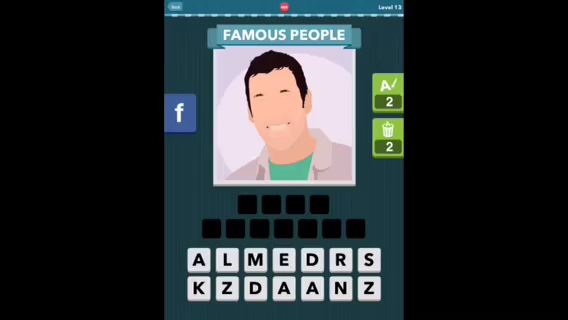 Level 13
FAMOUS PEOPLE
f
A
2
2
A L M E D R S
K Z D A A N Z